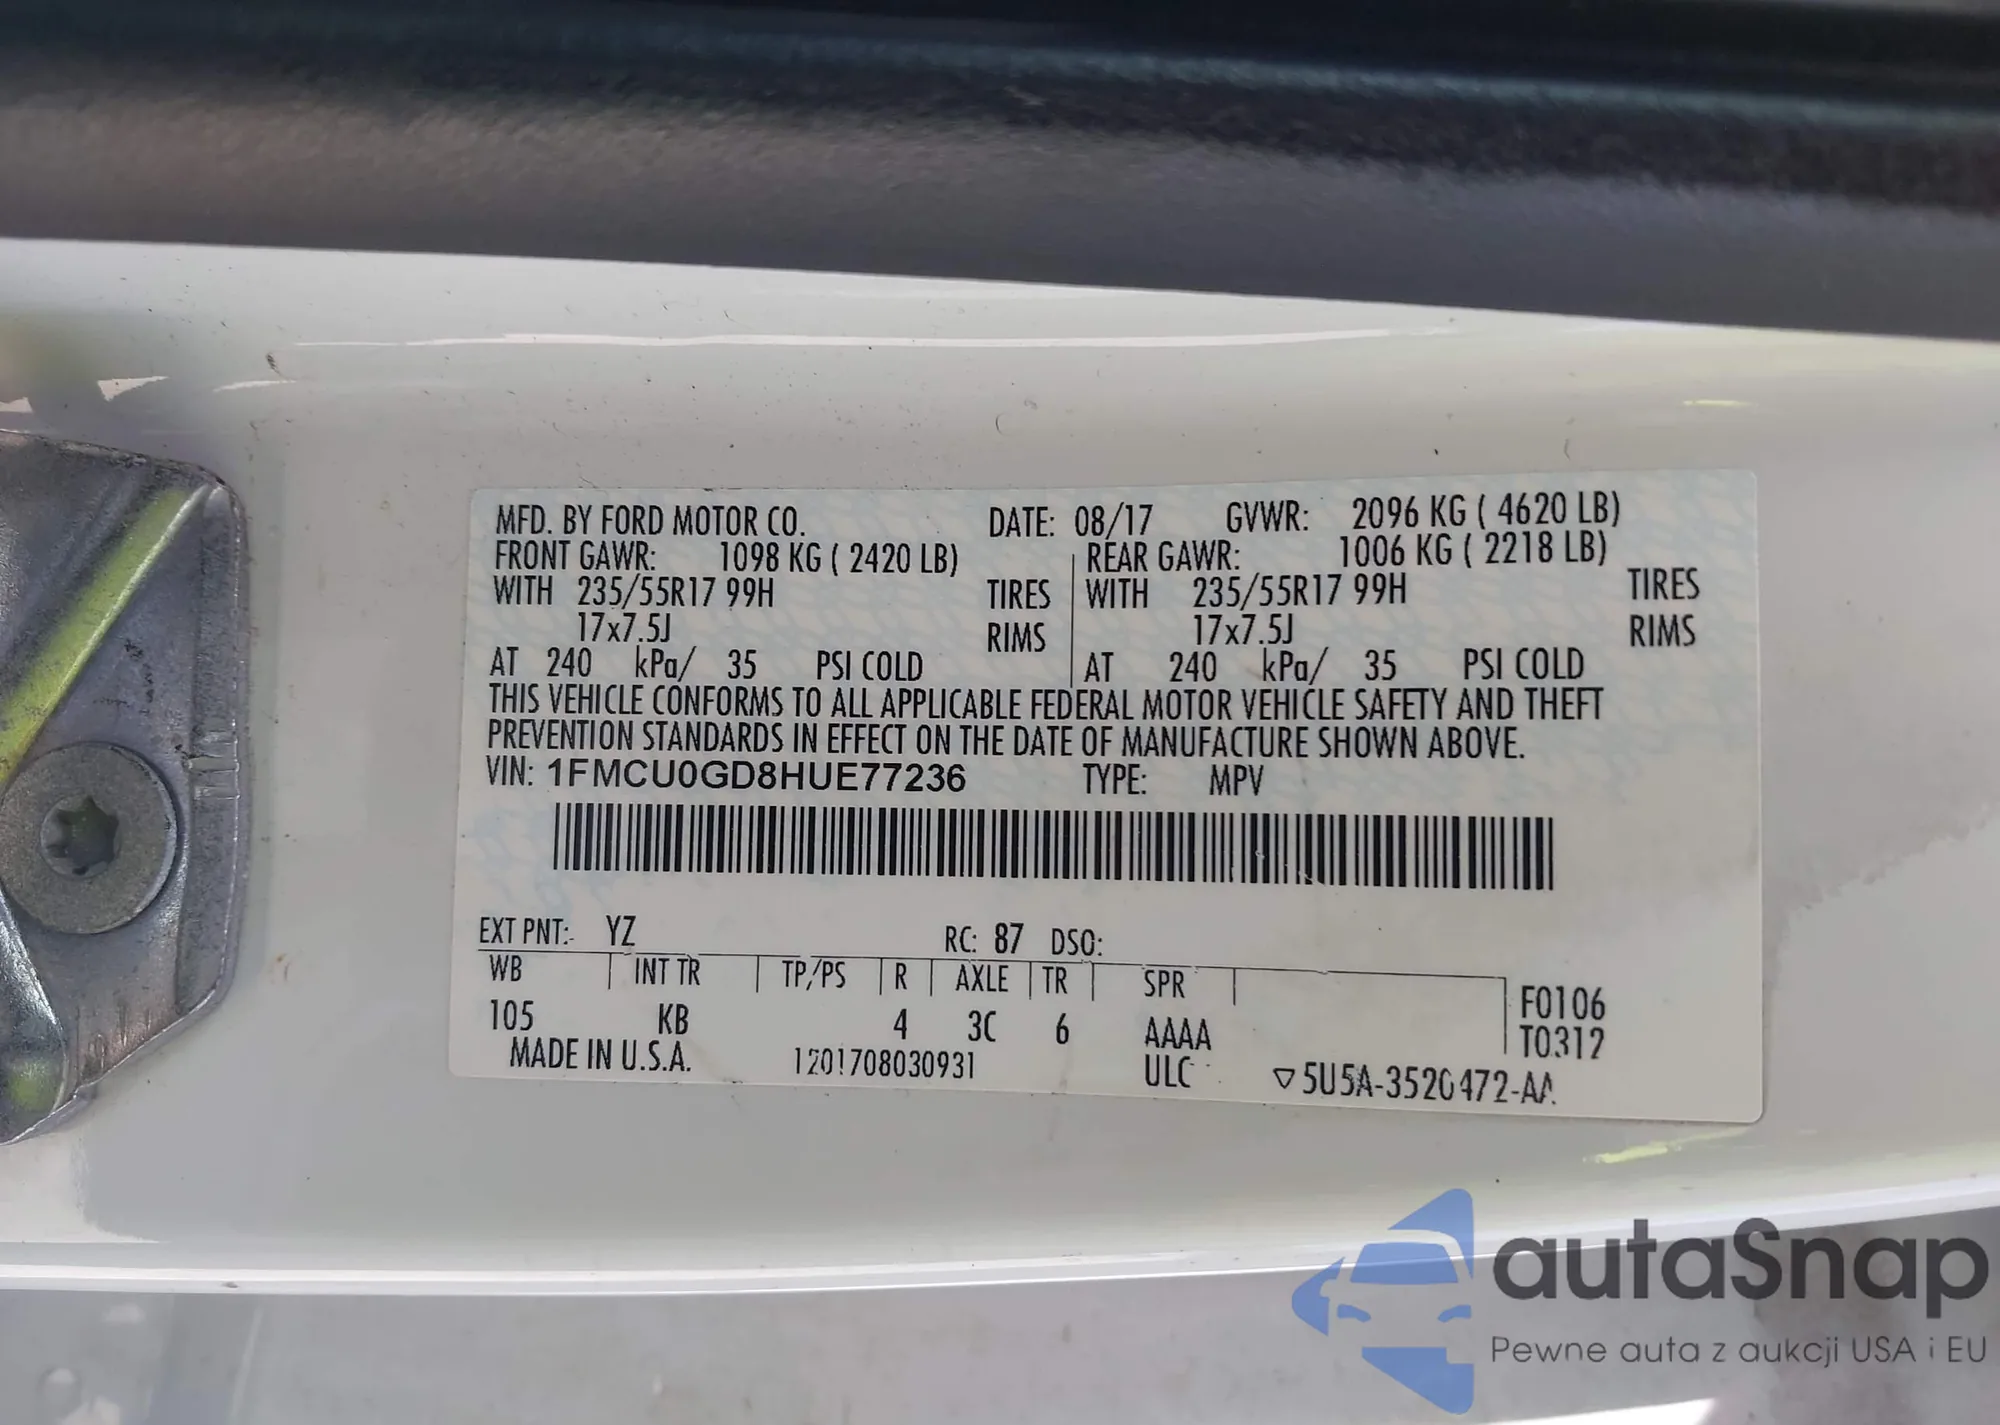 MFD. BY FORD MOTOR CO. DATE: 08/17 GVWR: 2096 KG ( 4620 LB)
FRONT GAWR: 1098 KG ( 2420 LB) REAR GAWR: 1006 KG ( 2218 LB)
WITH 235/55R17 99H TIRES WITH 235/55R17 99H TIRES
17x7.5J RIMS 17x7.5J RIMS
AT 240 kPa/ 35 PSI COLD AT 240 kPa/ 35 PSI COLD
THIS VEHICLE CONFORMS TO ALL APPLICABLE FEDERAL MOTOR VEHICLE SAFETY AND THEFT
PREVENTION STANDARDS IN EFFECT ON THE DATE OF MANUFACTURE SHOWN ABOVE.
VIN: 1FMCU0GD8HUE77236 TYPE: MPV
EXT PNT: YZ RC: 87 DSO:
WB INT TR TP/PS R AXLE TR SPR
F0106
105 KB 4 3C 6 AAAA T0312
MADE IN U.S.A. 1201708030931 ULC ▽5U5A-3520472-AA
autaSnap
Pewne auta z aukcji USA i EU